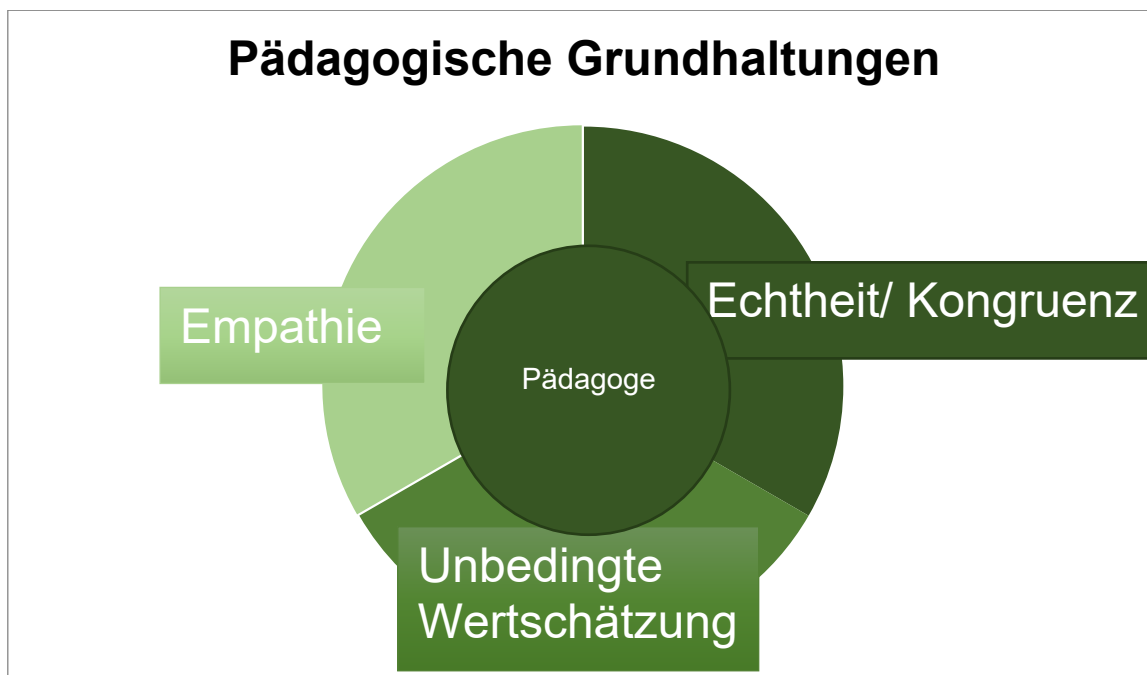 Pädagogische Grundhaltungen
Empathie
Echtheit/ Kongruenz
Pädagoge
Unbedingte
Wertschätzung